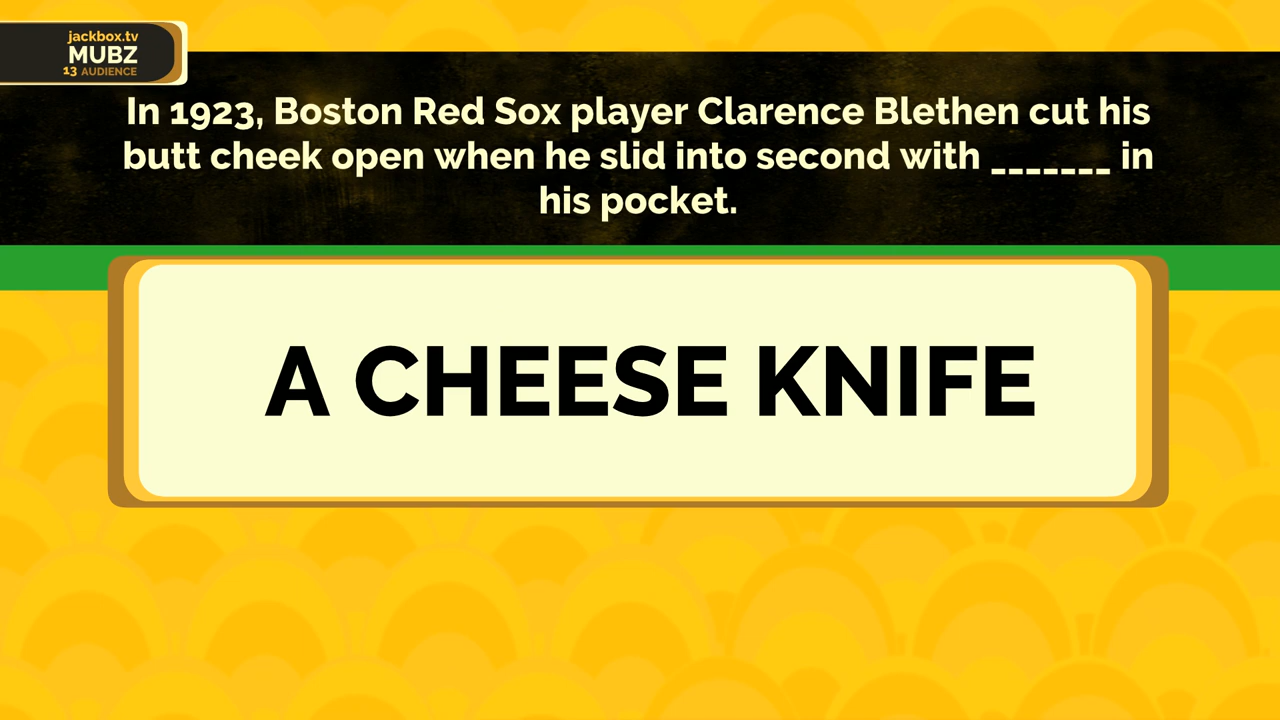 jackbox.tv
MUBZ
13 AUDIENCE
In 1923, Boston Red Sox player Clarence Blethen cut his
butt cheek open when he slid into second with _______ in
his pocket.
A CHEESE KNIFE